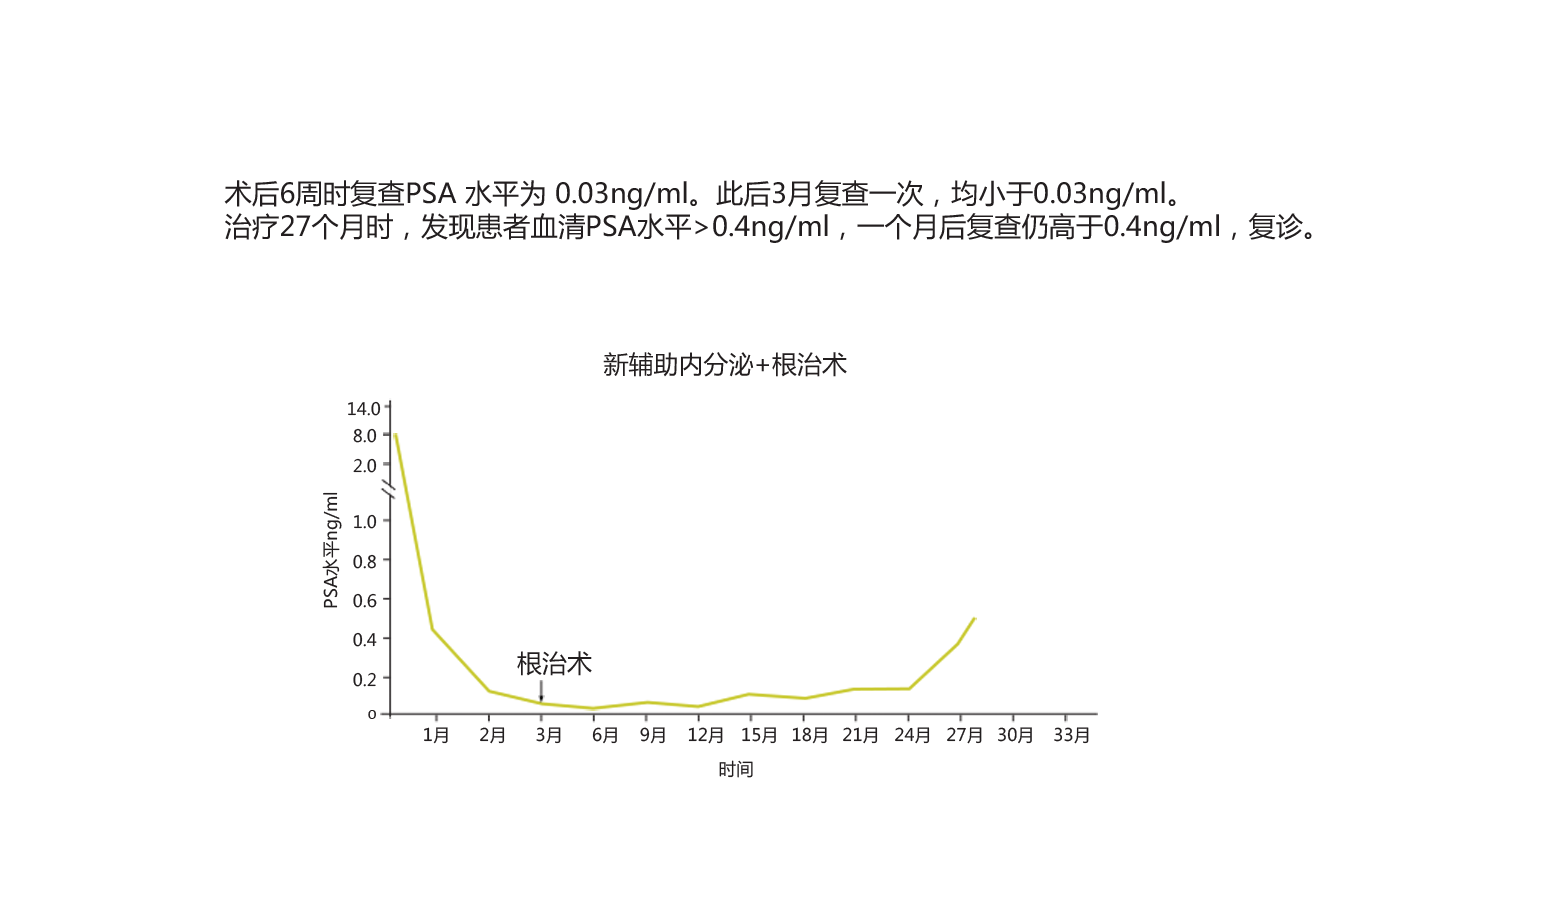 术后6周时复查PSA 水平为 0.03ng/ml。此后3月复查一次，均小于0.03ng/ml。
治疗27个月时，发现患者血清PSA水平>0.4ng/ml，一个月后复查仍高于0.4ng/ml，复诊。
新辅助内分泌+根治术
14.0
8.0
2.0
1.0
0.8
0.6
0.4
0.2
0
PSA水平ng/ml
根治术
1月 2月 3月 6月 9月 12月 15月 18月 21月 24月 27月 30月 33月
时间